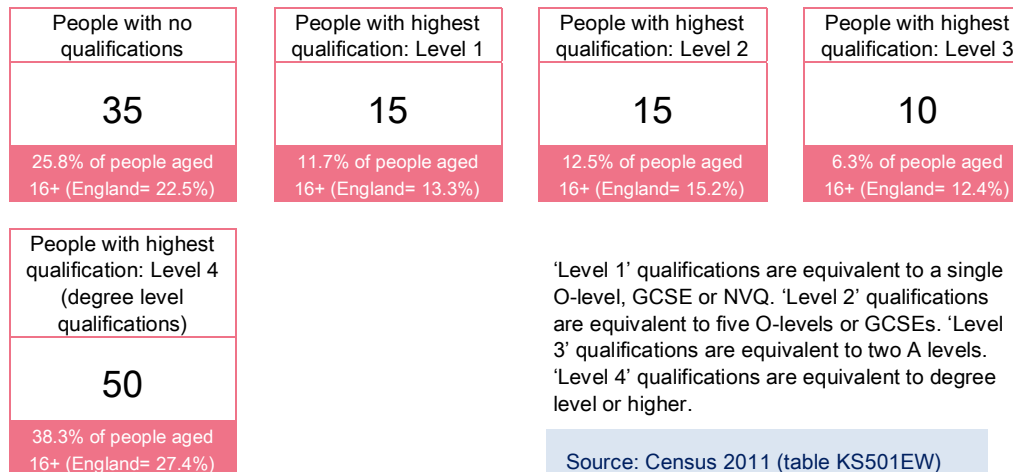 People with no
qualifications
35
25.8% of people aged
16+ (England= 22.5%)
People with highest
qualification: Level 1
15
11.7% of people aged
16+ (England= 13.3%)
People with highest
qualification: Level 2
15
12.5% of people aged
16+ (England= 15.2%)
People with highest
qualification: Level 3
10
6.3% of people aged
16+ (England= 12.4%)
People with highest
qualification: Level 4
(degree level
qualifications)
50
38.3% of people aged
16+ (England= 27.4%)
‘Level 1’ qualifications are equivalent to a single
O-level, GCSE or NVQ. ‘Level 2’ qualifications
are equivalent to five O-levels or GCSEs. ‘Level
3’ qualifications are equivalent to two A levels.
‘Level 4’ qualifications are equivalent to degree
level or higher.
Source: Census 2011 (table KS501EW)